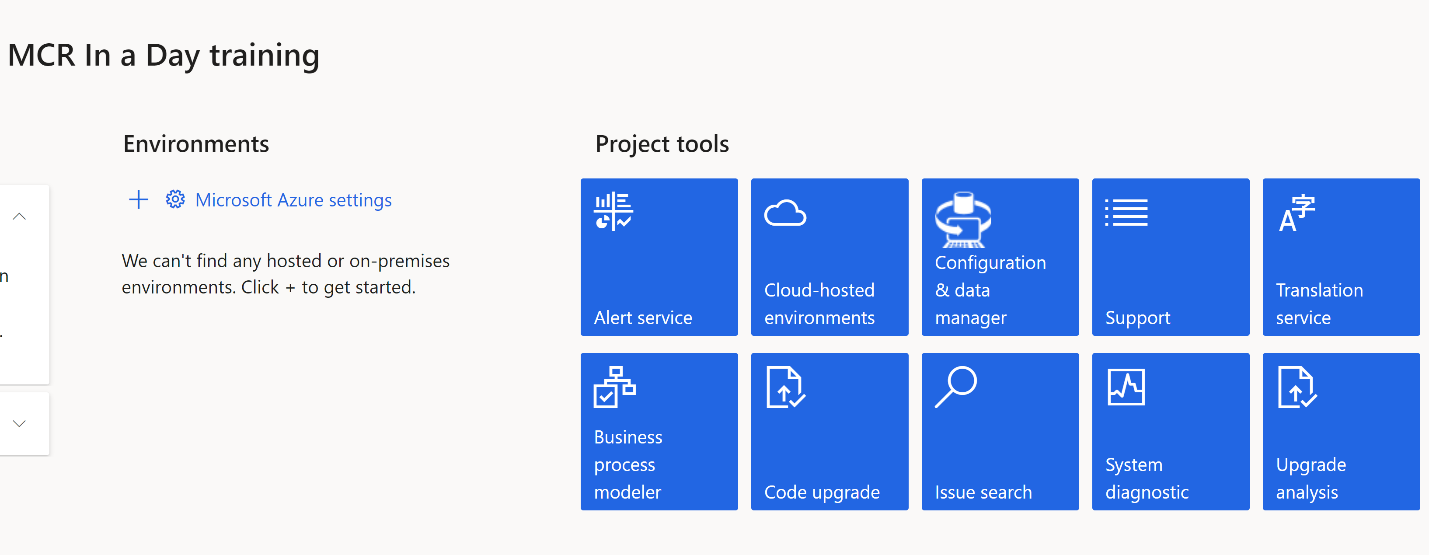 MCR In a Day training
Environments
Project tools
+ Microsoft Azure settings
We can't find any hosted or on-premises
environments. Click + to get started.
n
.
Alert service
Cloud-hosted
environments
Configuration
& data
manager
Support
A字
Translation
service
Business
process
modeler
Code upgrade
Issue search
System
diagnostic
Upgrade
analysis